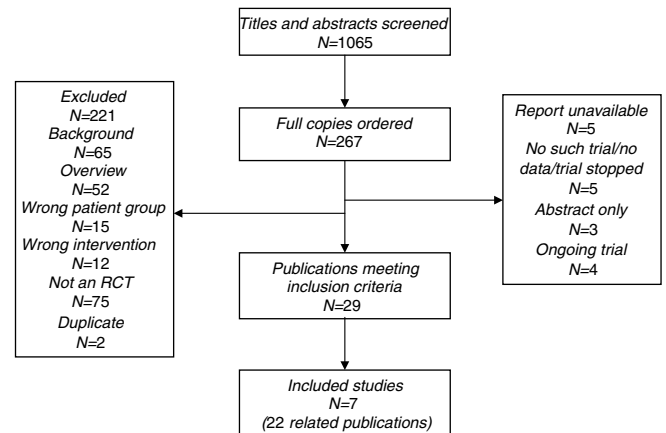 Titles and abstracts screened
N=1065
Excluded
N=221
Background
N=65
Overview
N=52
Wrong patient group
N=15
Wrong intervention
N=12
Not an RCT
N=75
Duplicate
N=2
Full copies ordered
N=267
Report unavailable
N=5
No such trial/no
data/trial stopped
N=5
Abstract only
N=3
Ongoing trial
N=4
Publications meeting
inclusion criteria
N=29
Included studies
N=7
(22 related publications)